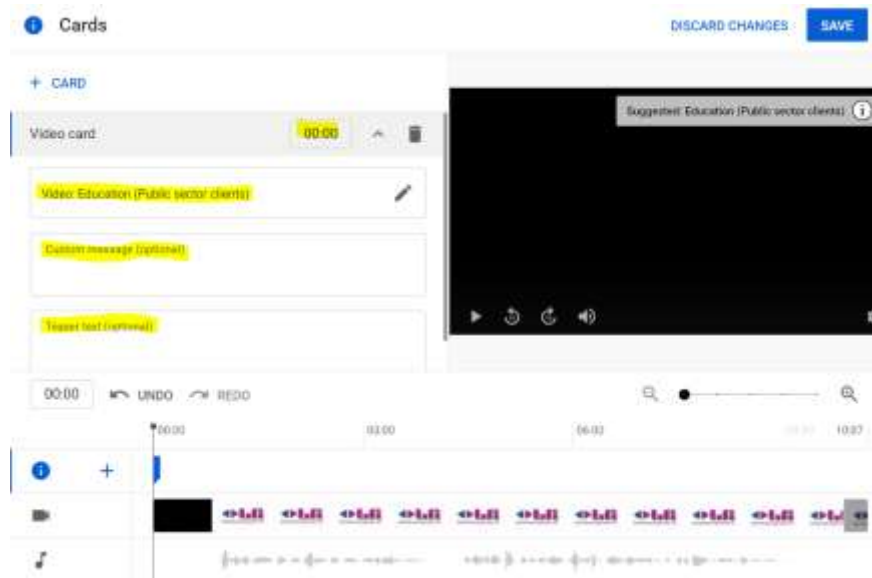 Cards
DISCARD CHANGES
SAVE
+ CARD
Suggested: Education (Public sector clients)
Video card
00:00
Video: Education (Public sector clients)
Custom message (optional)
Teaser text (optional)
00:00
UNDO
REDO
00:00
03:00
06:00
10:07